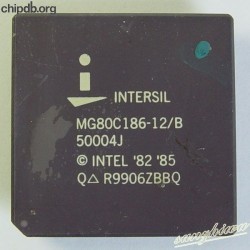 chipdb.org
i INTERSIL
MG80C186-12/B
50004J
© INTEL '82 '85
Q△ R9906ZBBQ